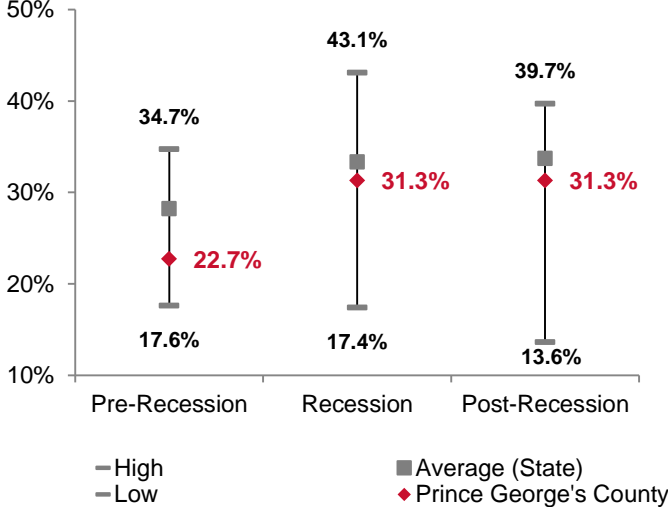 50%
43.1%
39.7%
40%
34.7%
31.3%
31.3%
30%
22.7%
20%
17.6%
17.4%
13.6%
10%
Pre-Recession
Recession
Post-Recession
High
Average (State)
Low
Prince George's County